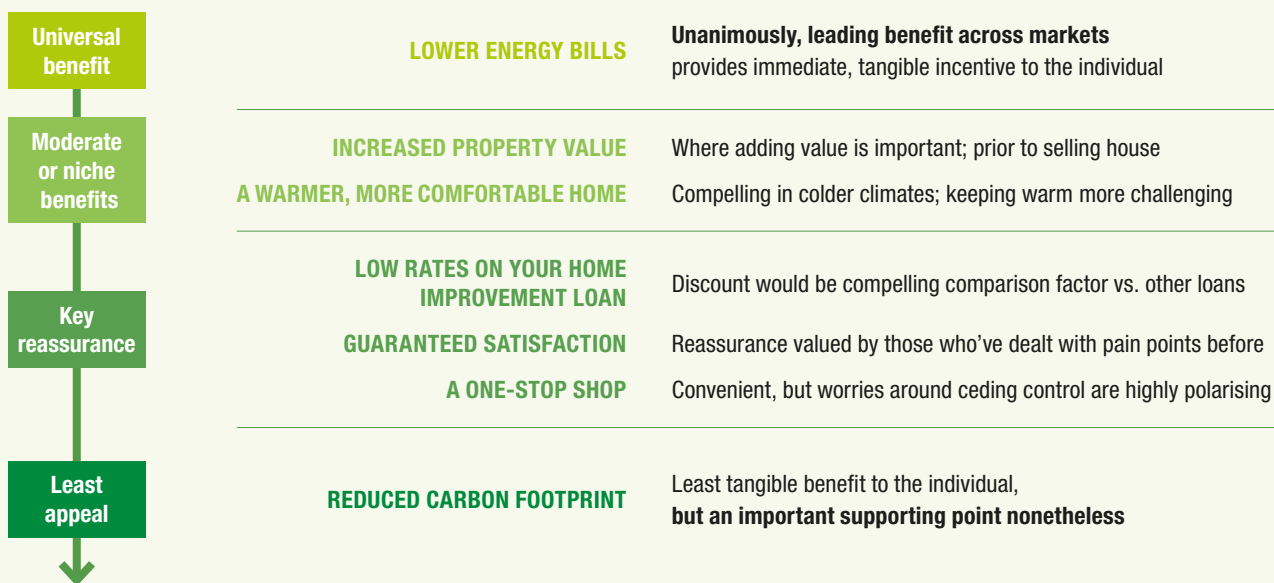 Universal
benefit
LOWER ENERGY BILLS
Unanimously, leading benefit across markets
provides immediate, tangible incentive to the individual
Moderate
or niche
benefits
INCREASED PROPERTY VALUE
Where adding value is important; prior to selling house
A WARMER, MORE COMFORTABLE HOME
Compelling in colder climates; keeping warm more challenging
Key
reassurance
LOW RATES ON YOUR HOME
IMPROVEMENT LOAN
Discount would be compelling comparison factor vs. other loans
GUARANTEED SATISFACTION
Reassurance valued by those who've dealt with pain points before
A ONE-STOP SHOP
Convenient, but worries around ceding control are highly polarising
Least
appeal
REDUCED CARBON FOOTPRINT
Least tangible benefit to the individual,
but an important supporting point nonetheless